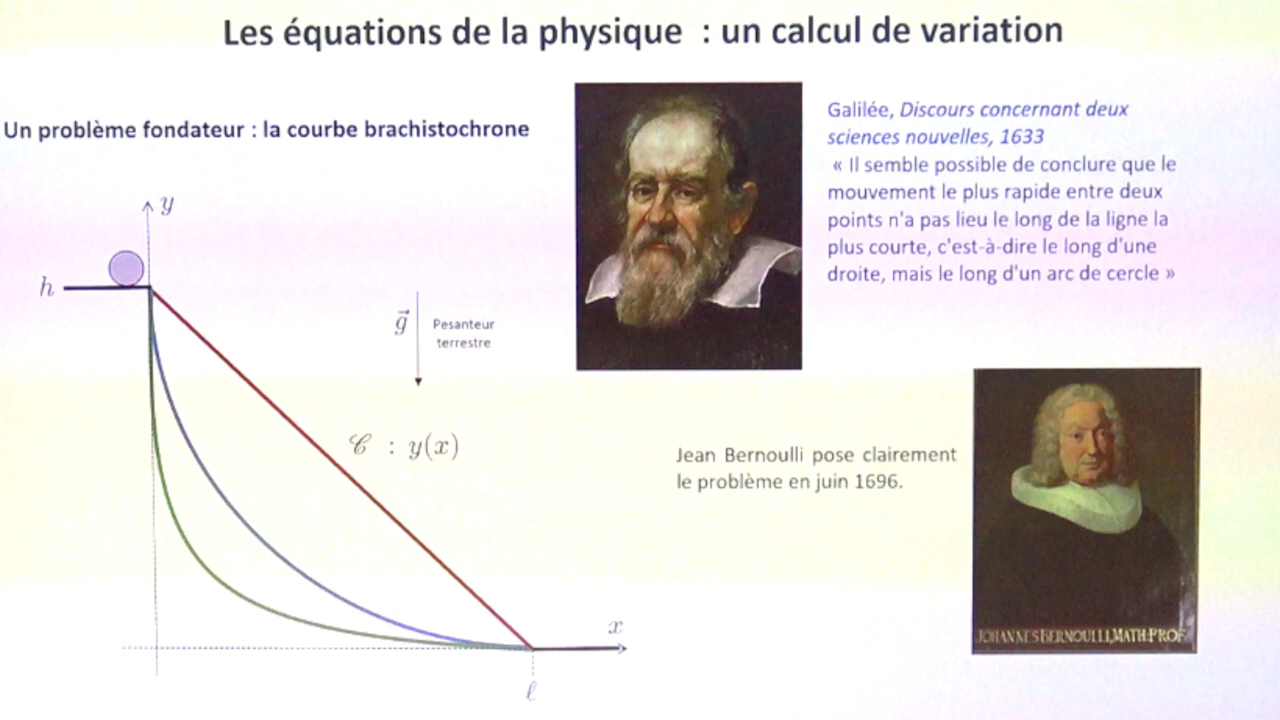 Les équations de la physique : un calcul de variation
Un problème fondateur : la courbe brachistochrone
Galilée, Discours concernant deux
sciences nouvelles, 1633
« Il semble possible de conclure que le
mouvement le plus rapide entre deux
points n'a pas lieu le long de la ligne la
plus courte, c'est-à-dire le long d'une
droite, mais le long d'un arc de cercle »
y
h
g⃗
Pesanteur
terrestre
𝒞 : y(x)
Jean Bernoulli pose clairement
le problème en juin 1696.
x
ℓ
JOHANNES BERNOULLI, MATH. PROF.